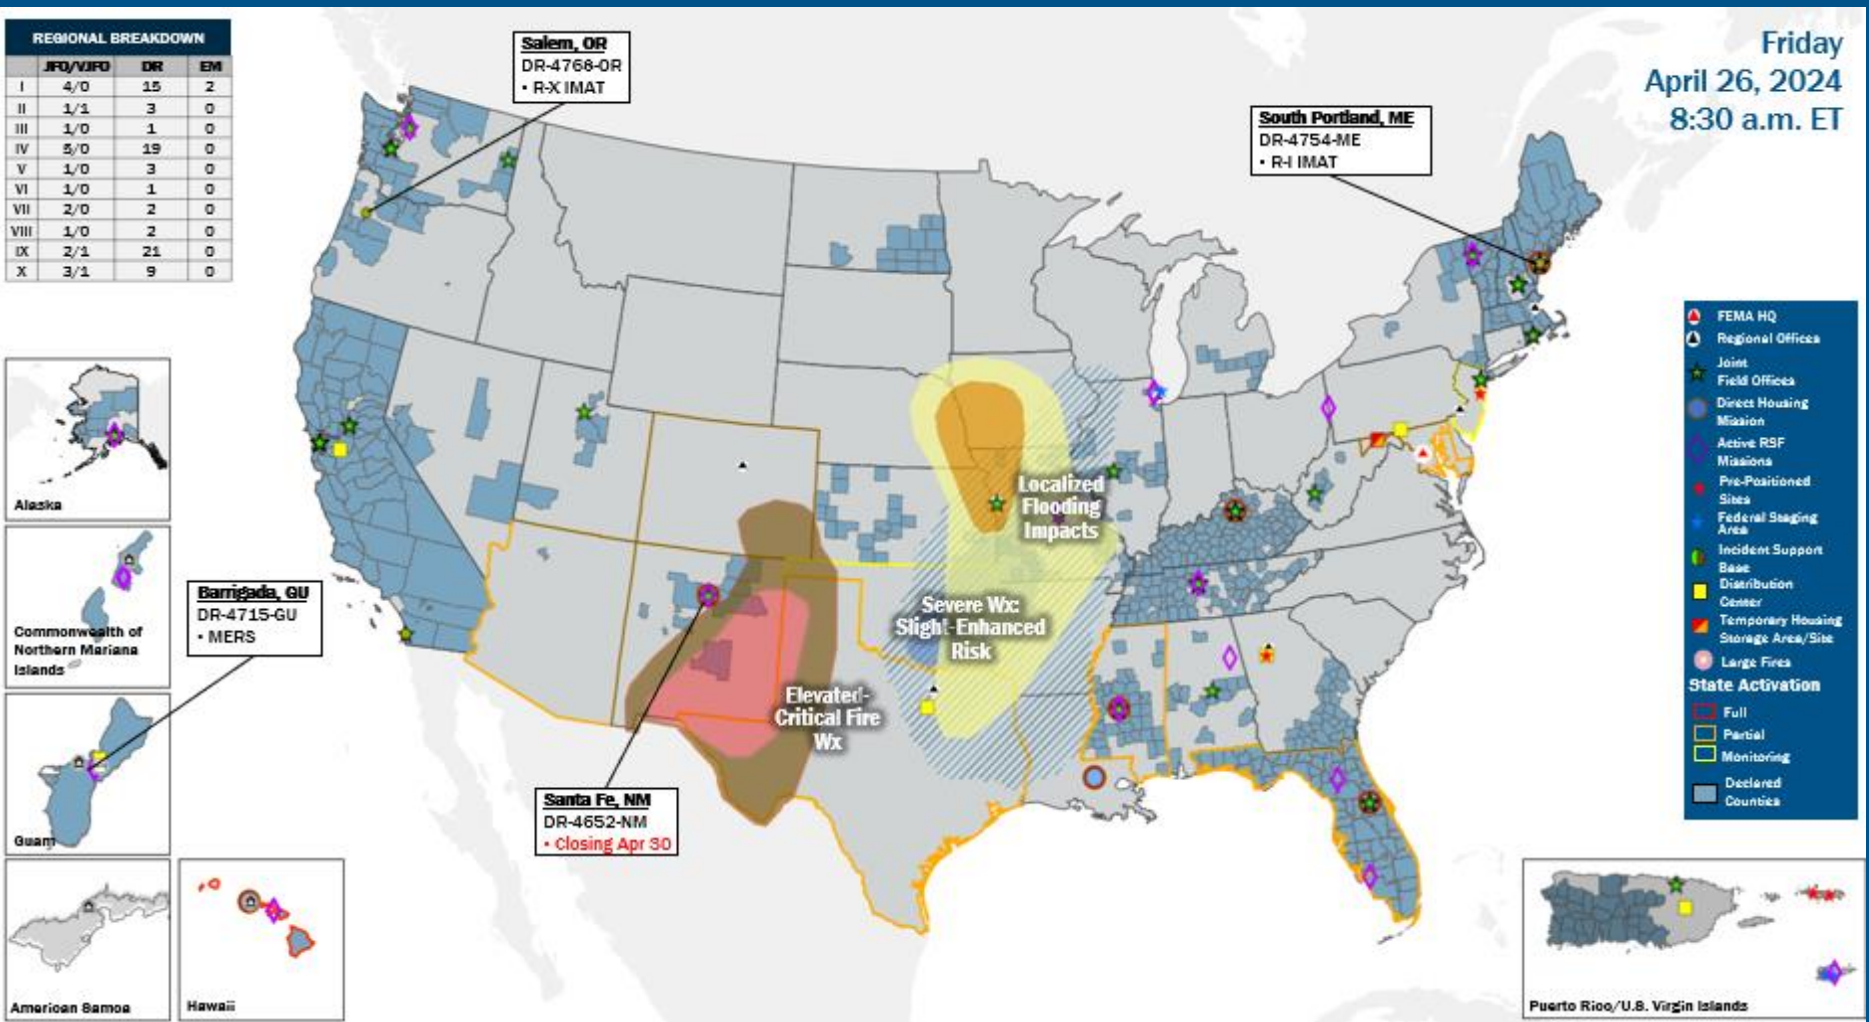 REGIONAL BREAKDOWN
JFO/VJFO DR EM
I 4/0 15 2
II 1/1 3 0
III 1/0 1 0
IV 5/0 19 0
V 1/0 3 0
VI 1/0 1 0
VII 2/0 2 0
VIII 1/0 2 0
IX 2/1 21 0
X 3/1 9 0
Salem, OR
DR-4768-OR
• R-X IMAT
South Portland, ME
DR-4754-ME
• R-I IMAT
Friday
April 26, 2024
8:30 a.m. ET
Alaska
Commonwealth of
Northern Mariana
Islands
Barrigada, GU
DR-4715-GU
• MERS
Guam
American Samoa
Hawaii
Santa Fe, NM
DR-4652-NM
• Closing Apr 30
Localized
Flooding
Impacts
Severe Wx:
Slight-Enhanced
Risk
Elevated-
Critical Fire
Wx
FEMA HQ
Regional Offices
Joint
Field Offices
Direct Housing
Mission
Active RSF
Missions
Pre-Positioned
Sites
Federal Staging
Area
Incident Support
Base
Distribution
Center
Temporary Housing
Storage Area/Site
Large Fires
State Activation
Full
Partial
Monitoring
Declared
Counties
Puerto Rico/U.S. Virgin Islands